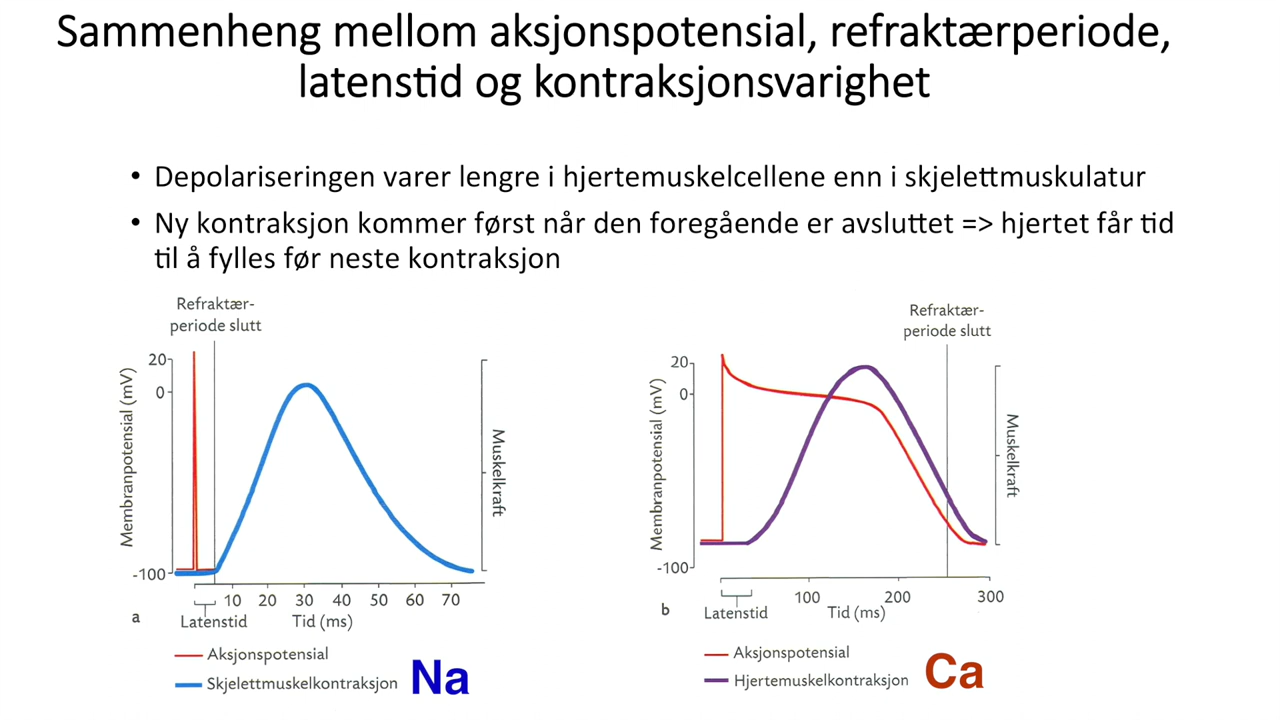 Sammenheng mellom aksjonspotensial, refraktærperiode,
latenstid og kontraksjonsvarighet
• Depolariseringen varer lengre i hjertemuskelcellene enn i skjelettmuskulatur
• Ny kontraksjon kommer først når den foregående er avsluttet => hjertet får tid
til å fylles før neste kontraksjon
Refraktær-
periode slutt
20
0
-100
Membranpotensial (mV)
Muskelkraft
10 20 30 40 50 60 70
Latenstid
Tid (ms)
a
Aksjonspotensial
Skjelettmuskelkontraksjon
Na
Refraktær-
periode slutt
20
0
-100
Membranpotensial (mV)
Muskelkraft
100 200 300
Latenstid
Tid (ms)
b
Aksjonspotensial
Hjertemuskelkontraksjon
Ca